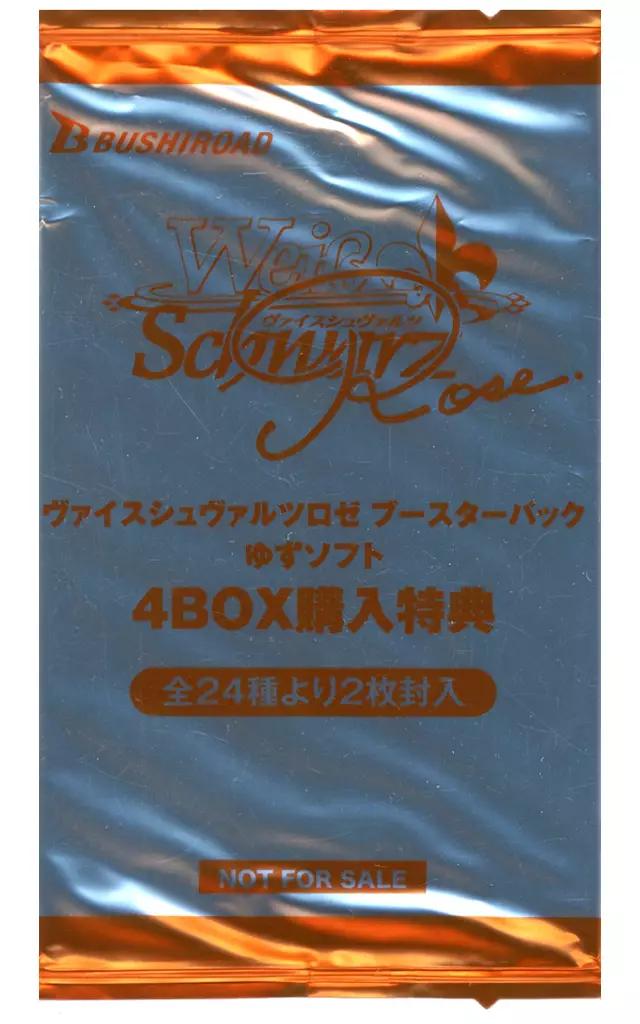 BUSHIROAD
Weiß
ヴァイスシュヴァルツ
Schwarz
Rose.
ヴァイスシュヴァルツロゼ ブースターパック
ゆずソフト
4BOX購入特典
全24種より2枚封入
NOT FOR SALE